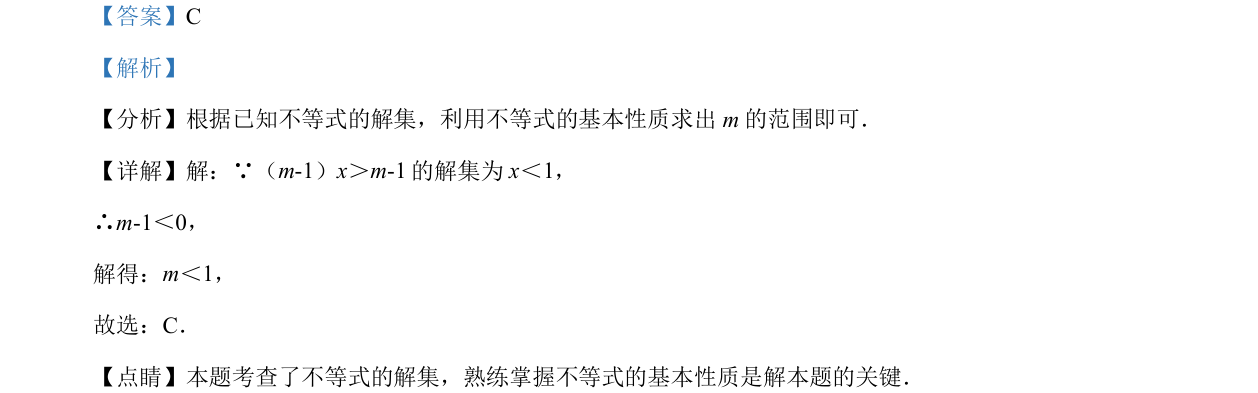 【答案】C
【解析】
【分析】根据已知不等式的解集，利用不等式的基本性质求出 m 的范围即可．
【详解】解：∵（m-1）x＞m-1 的解集为 x＜1，
∴m-1＜0，
解得：m＜1，
故选：C．
【点睛】本题考查了不等式的解集，熟练掌握不等式的基本性质是解本题的关键．